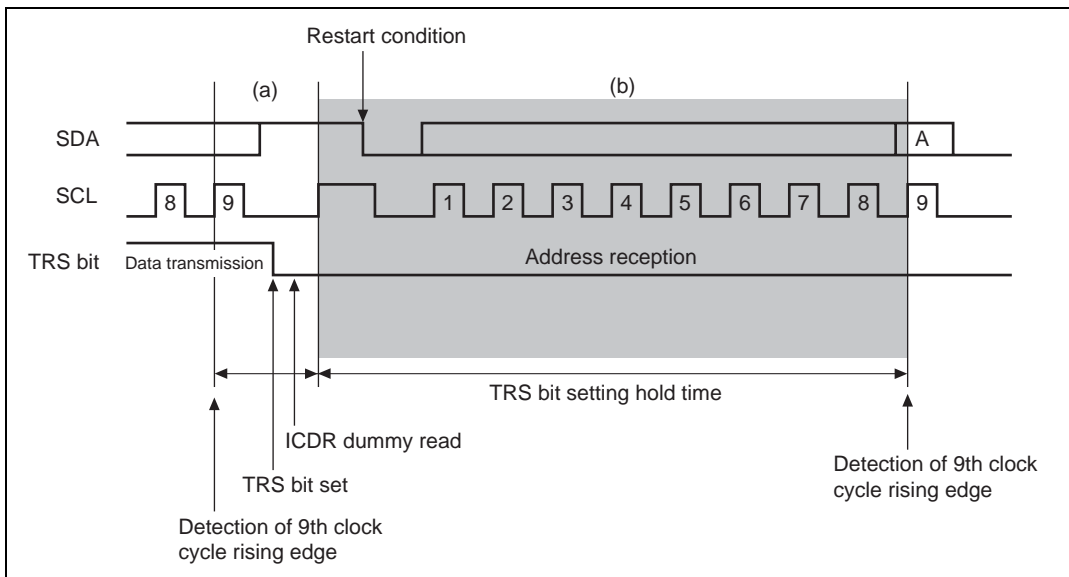 Restart condition
(a)
(b)
SDA
A
SCL
8
9
1
2
3
4
5
6
7
8
9
TRS bit
Data transmission
Address reception
TRS bit setting hold time
ICDR dummy read
TRS bit set
Detection of 9th clock
cycle rising edge
Detection of 9th clock
cycle rising edge